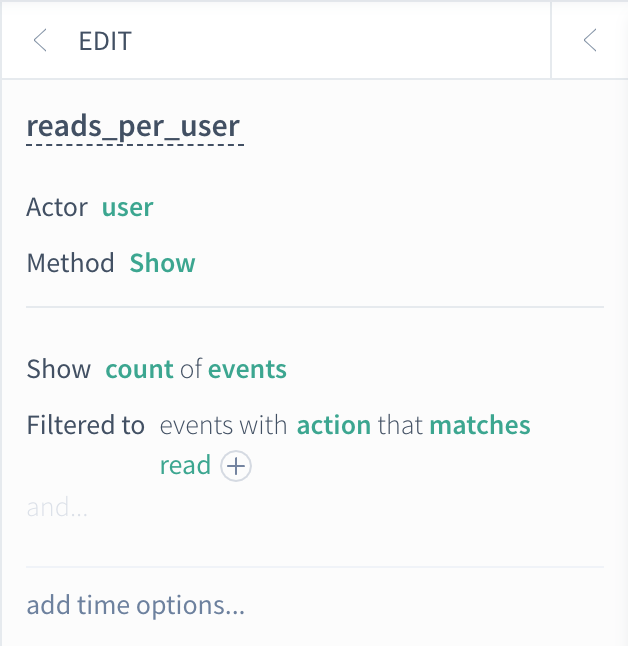 EDIT
reads_per_user
Actor user
Method Show
Show count of events
Filtered to events with action that matches
read
and...
add time options...